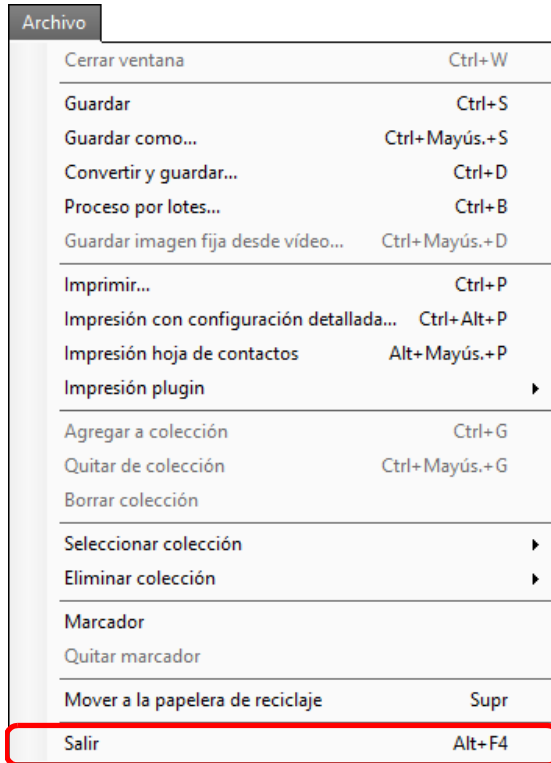 Archivo
Cerrar ventana Ctrl+W
Guardar Ctrl+S
Guardar como... Ctrl+Mayús.+S
Convertir y guardar... Ctrl+D
Proceso por lotes... Ctrl+B
Guardar imagen fija desde vídeo... Ctrl+Mayús.+D
Imprimir... Ctrl+P
Impresión con configuración detallada... Ctrl+Alt+P
Impresión hoja de contactos Alt+Mayús.+P
Impresión plugin
Agregar a colección Ctrl+G
Quitar de colección Ctrl+Mayús.+G
Borrar colección
Seleccionar colección
Eliminar colección
Marcador
Quitar marcador
Mover a la papelera de reciclaje Supr
Salir Alt+F4